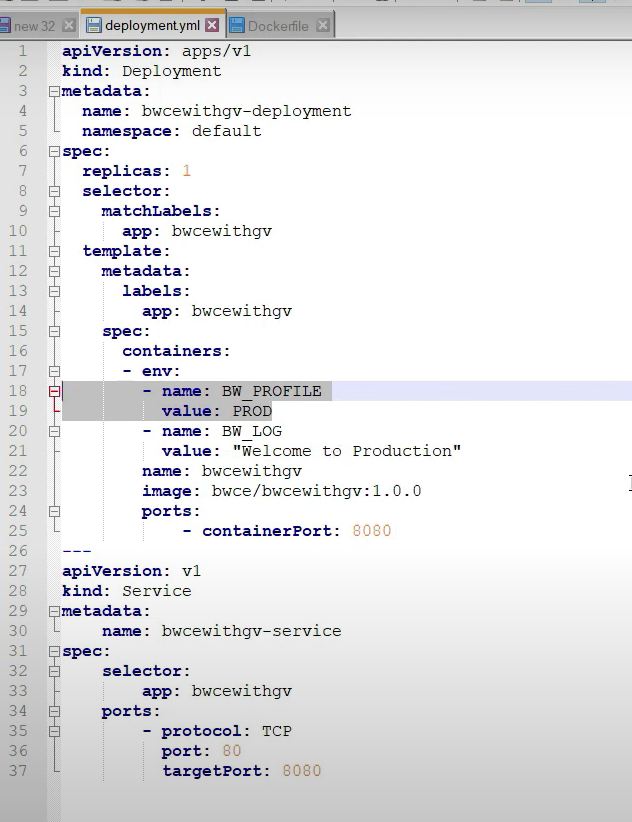 new 32
deployment.yml
Dockerfile
1 apiVersion: apps/v1
2 kind: Deployment
3 metadata:
4   name: bwcewithgv-deployment
5   namespace: default
6 spec:
7   replicas: 1
8   selector:
9     matchLabels:
10       app: bwcewithgv
11   template:
12     metadata:
13       labels:
14         app: bwcewithgv
15     spec:
16       containers:
17       - env:
18         - name: BW_PROFILE
19           value: PROD
20         - name: BW_LOG
21           value: "Welcome to Production"
22         name: bwcewithgv
23         image: bwce/bwcewithgv:1.0.0
24         ports:
25             - containerPort: 8080
26 ---
27 apiVersion: v1
28 kind: Service
29 metadata:
30     name: bwcewithgv-service
31 spec:
32     selector:
33         app: bwcewithgv
34     ports:
35         - protocol: TCP
36           port: 80
37           targetPort: 8080